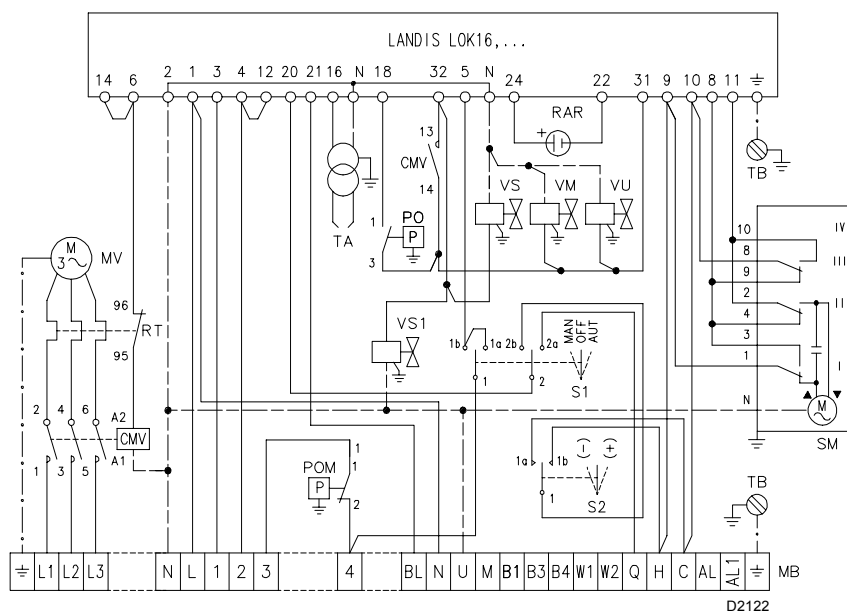 LANDIS LOK16,...
14 6 2 1 3 4 12 20 21 16 N 18 32 5 N 24 22 31 9 10 8 11
RAR
+
13
CMV
14
TB
VS VM VU
1
PO
P
3
TA
10 IV
8 III
9
2 II
4
3
1 I
N
M
SM
M
3
MV
96
RT
95
VS1
1b 1a 2b 2a
MAN
OFF
AUT
1 2
S1
2 4 6 A2
CMV
1 3 5 A1
POM
P
1
1
2
1a 1b
(-) (+)
1
S2
TB
L1 L2 L3 N L 1 2 3 4 BL N U M B1 B3 B4 W1 W2 Q H C AL AL1 MB
D2122